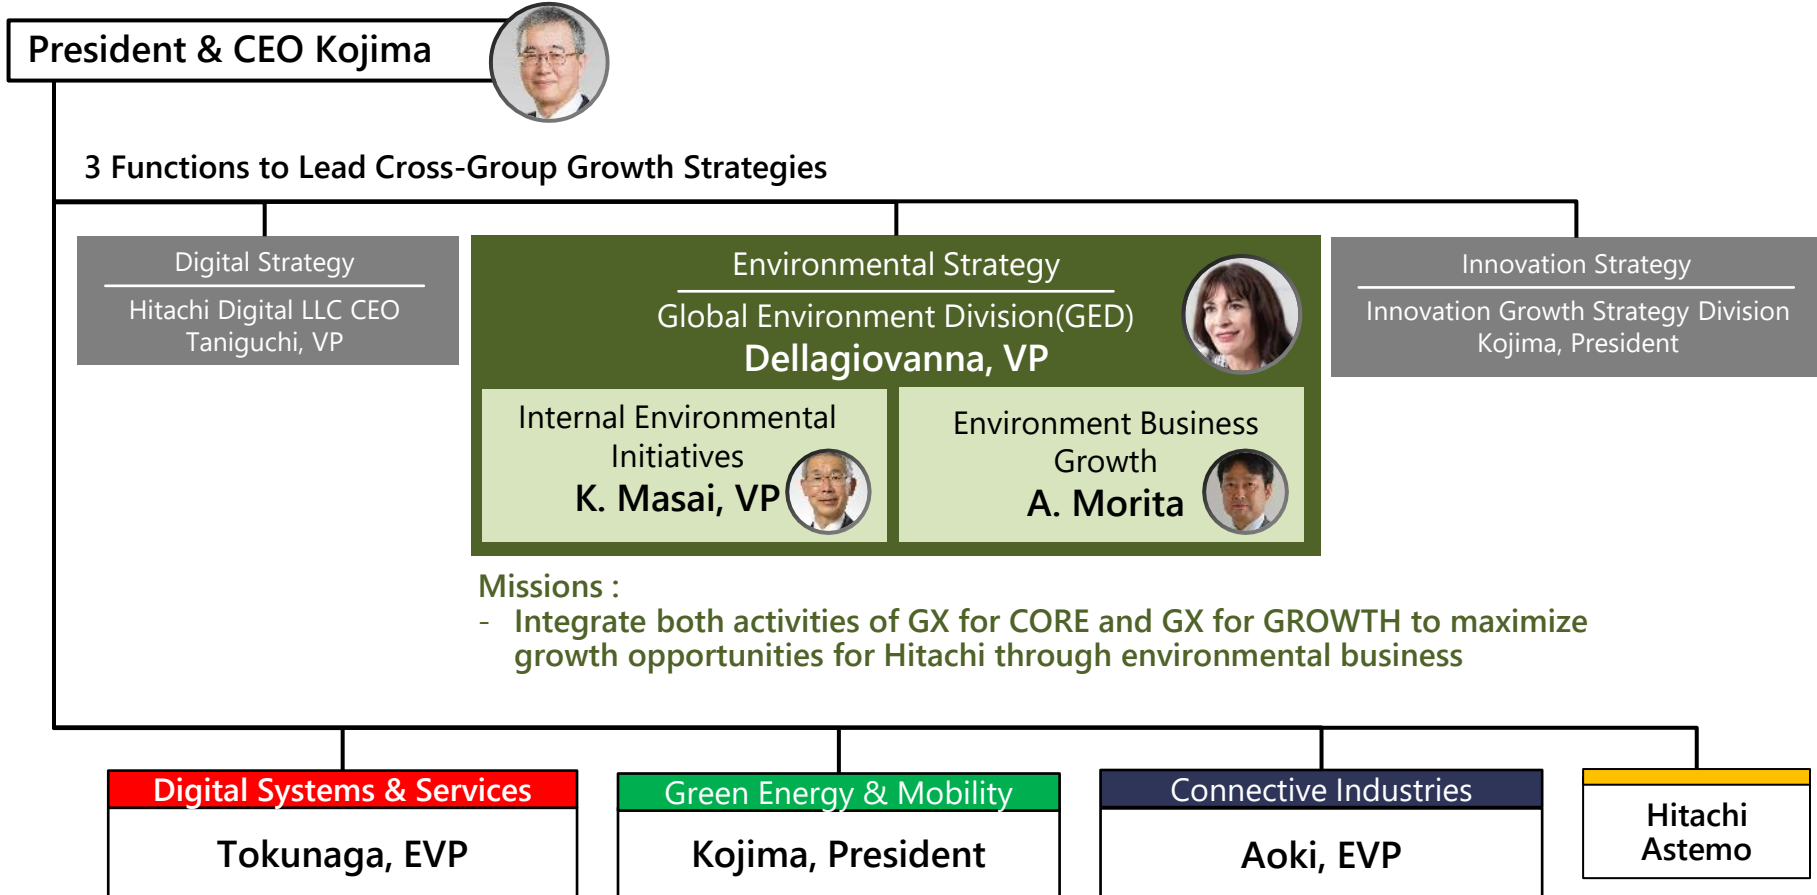 President & CEO Kojima
3 Functions to Lead Cross-Group Growth Strategies
Digital Strategy
Hitachi Digital LLC CEO
Taniguchi, VP
Environmental Strategy
Global Environment Division(GED)
Dellagiovanna, VP
Internal Environmental
Initiatives
K. Masai, VP
Environment Business
Growth
A. Morita
Innovation Strategy
Innovation Growth Strategy Division
Kojima, President
Missions :
- Integrate both activities of GX for CORE and GX for GROWTH to maximize
growth opportunities for Hitachi through environmental business
Digital Systems & Services
Tokunaga, EVP
Green Energy & Mobility
Kojima, President
Connective Industries
Aoki, EVP
Hitachi
Astemo